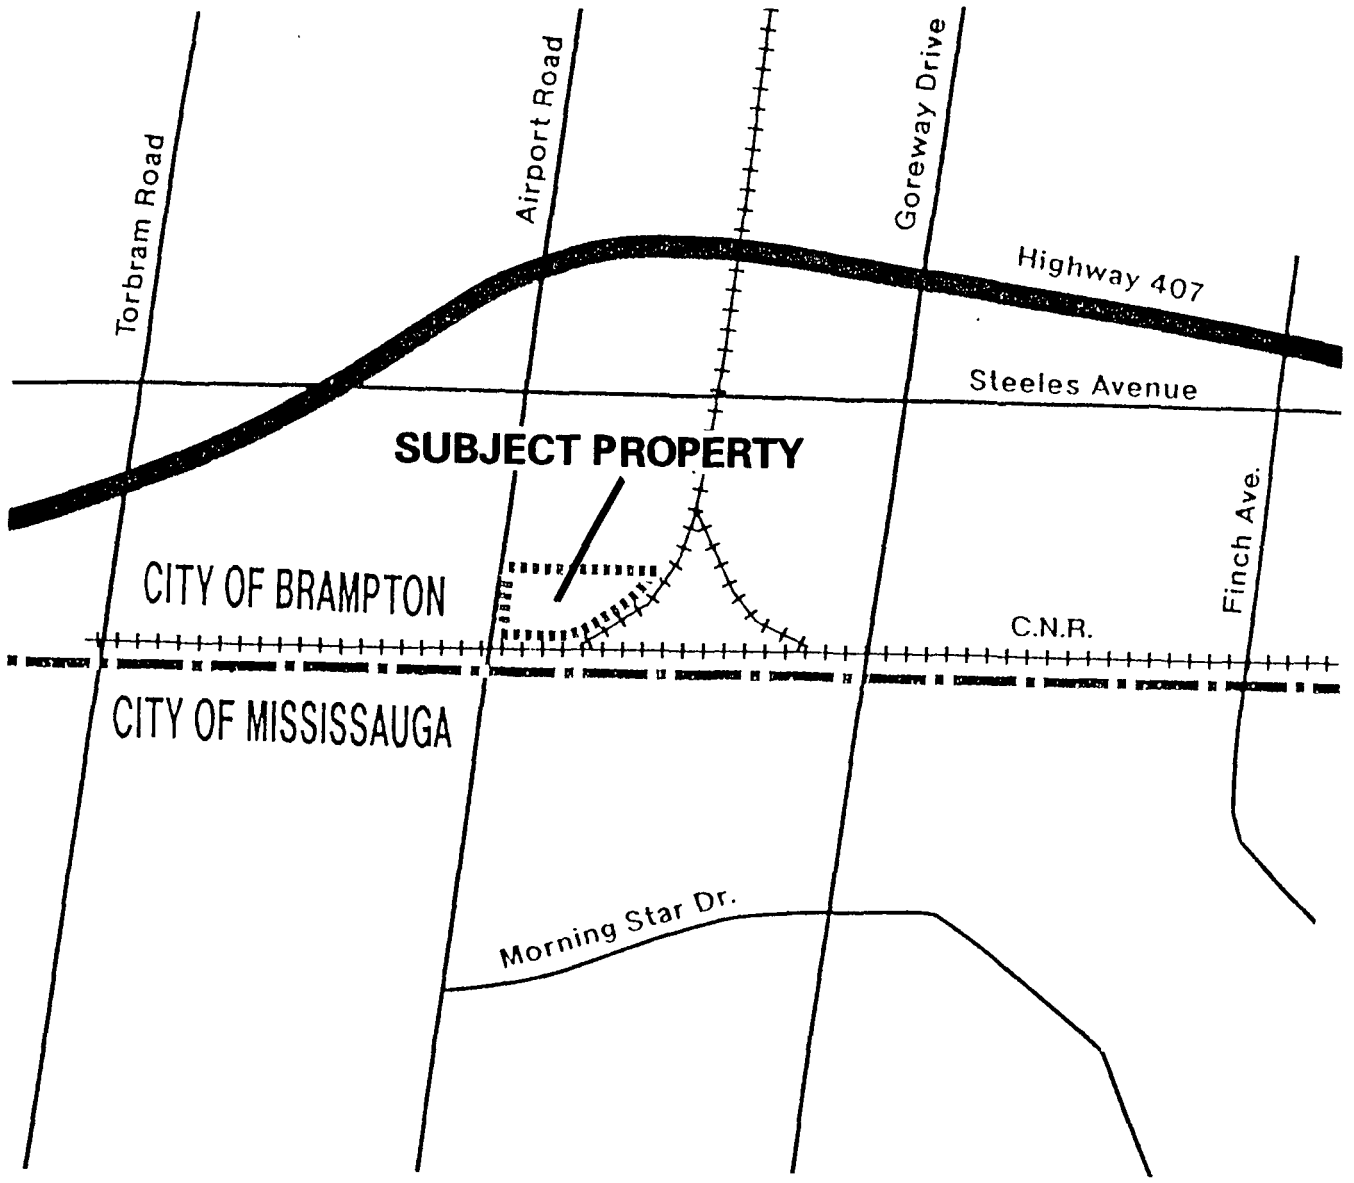 Torbram Road
Airport Road
Goreway Drive
Highway 407
Steeles Avenue
SUBJECT PROPERTY
Finch Ave.
CITY OF BRAMPTON
C.N.R.
CITY OF MISSISSAUGA
Morning Star Dr.